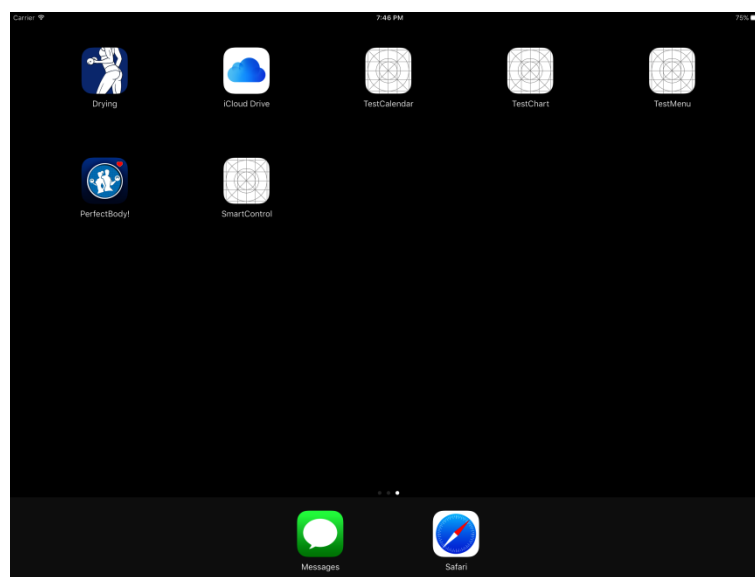 Carrier 7:46 PM 75%
Drying iCloud Drive TestCalendar TestChart TestMenu
PerfectBody! SmartControl
Messages Safari